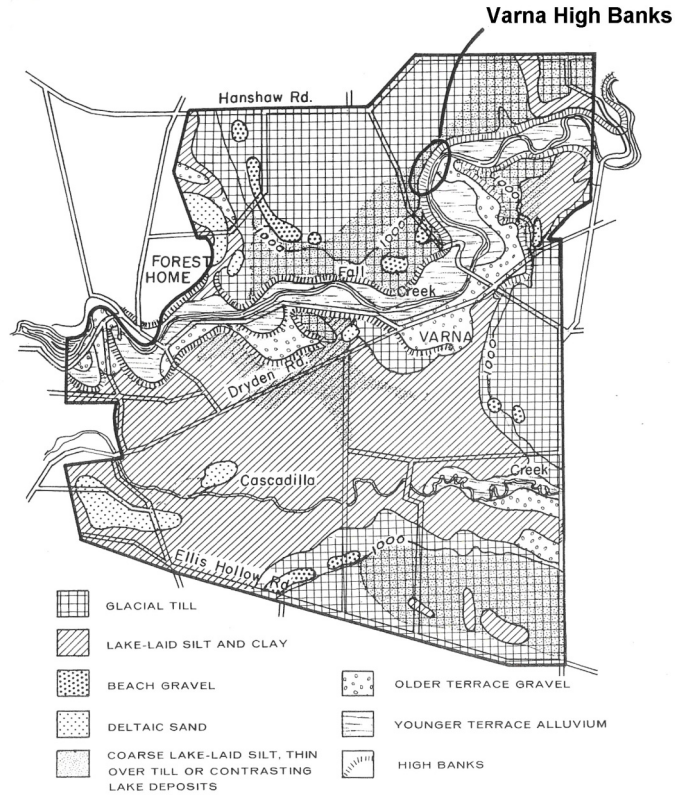 Varna High Banks
Hanshaw Rd.
1000
1000
FOREST
HOME
Fall
Creek
VARNA
Dryden Rd.
Creek
Cascadilla
1000
Ellis Hollow Rd
GLACIAL TILL
LAKE-LAID SILT AND CLAY
BEACH GRAVEL
DELTAIC SAND
COARSE LAKE-LAID SILT, THIN
OVER TILL OR CONTRASTING
LAKE DEPOSITS
OLDER TERRACE GRAVEL
YOUNGER TERRACE ALLUVIUM
HIGH BANKS